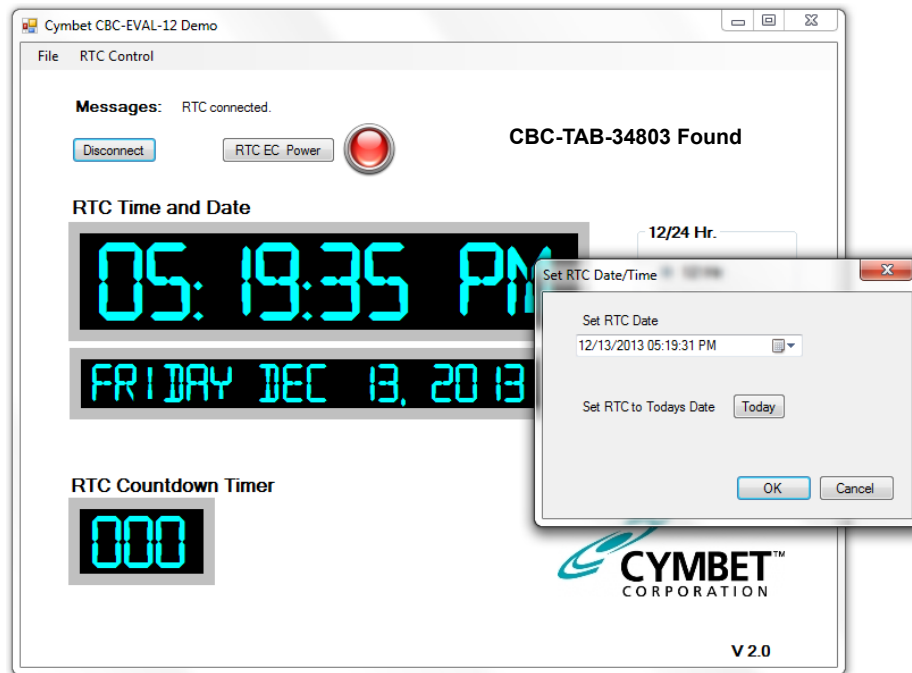 Cymbet CBC-EVAL-12 Demo
File RTC Control
Messages: RTC connected.
Disconnect RTC EC Power
CBC-TAB-34803 Found
RTC Time and Date
12/24 Hr.
05:19:35 PM
Set RTC Date/Time
Set RTC Date
12/13/2013 05:19:31 PM
FRIDAY DEC 13, 2013
Set RTC to Todays Date Today
RTC Countdown Timer
OK Cancel
000
CYMBET™
CORPORATION
V 2.0